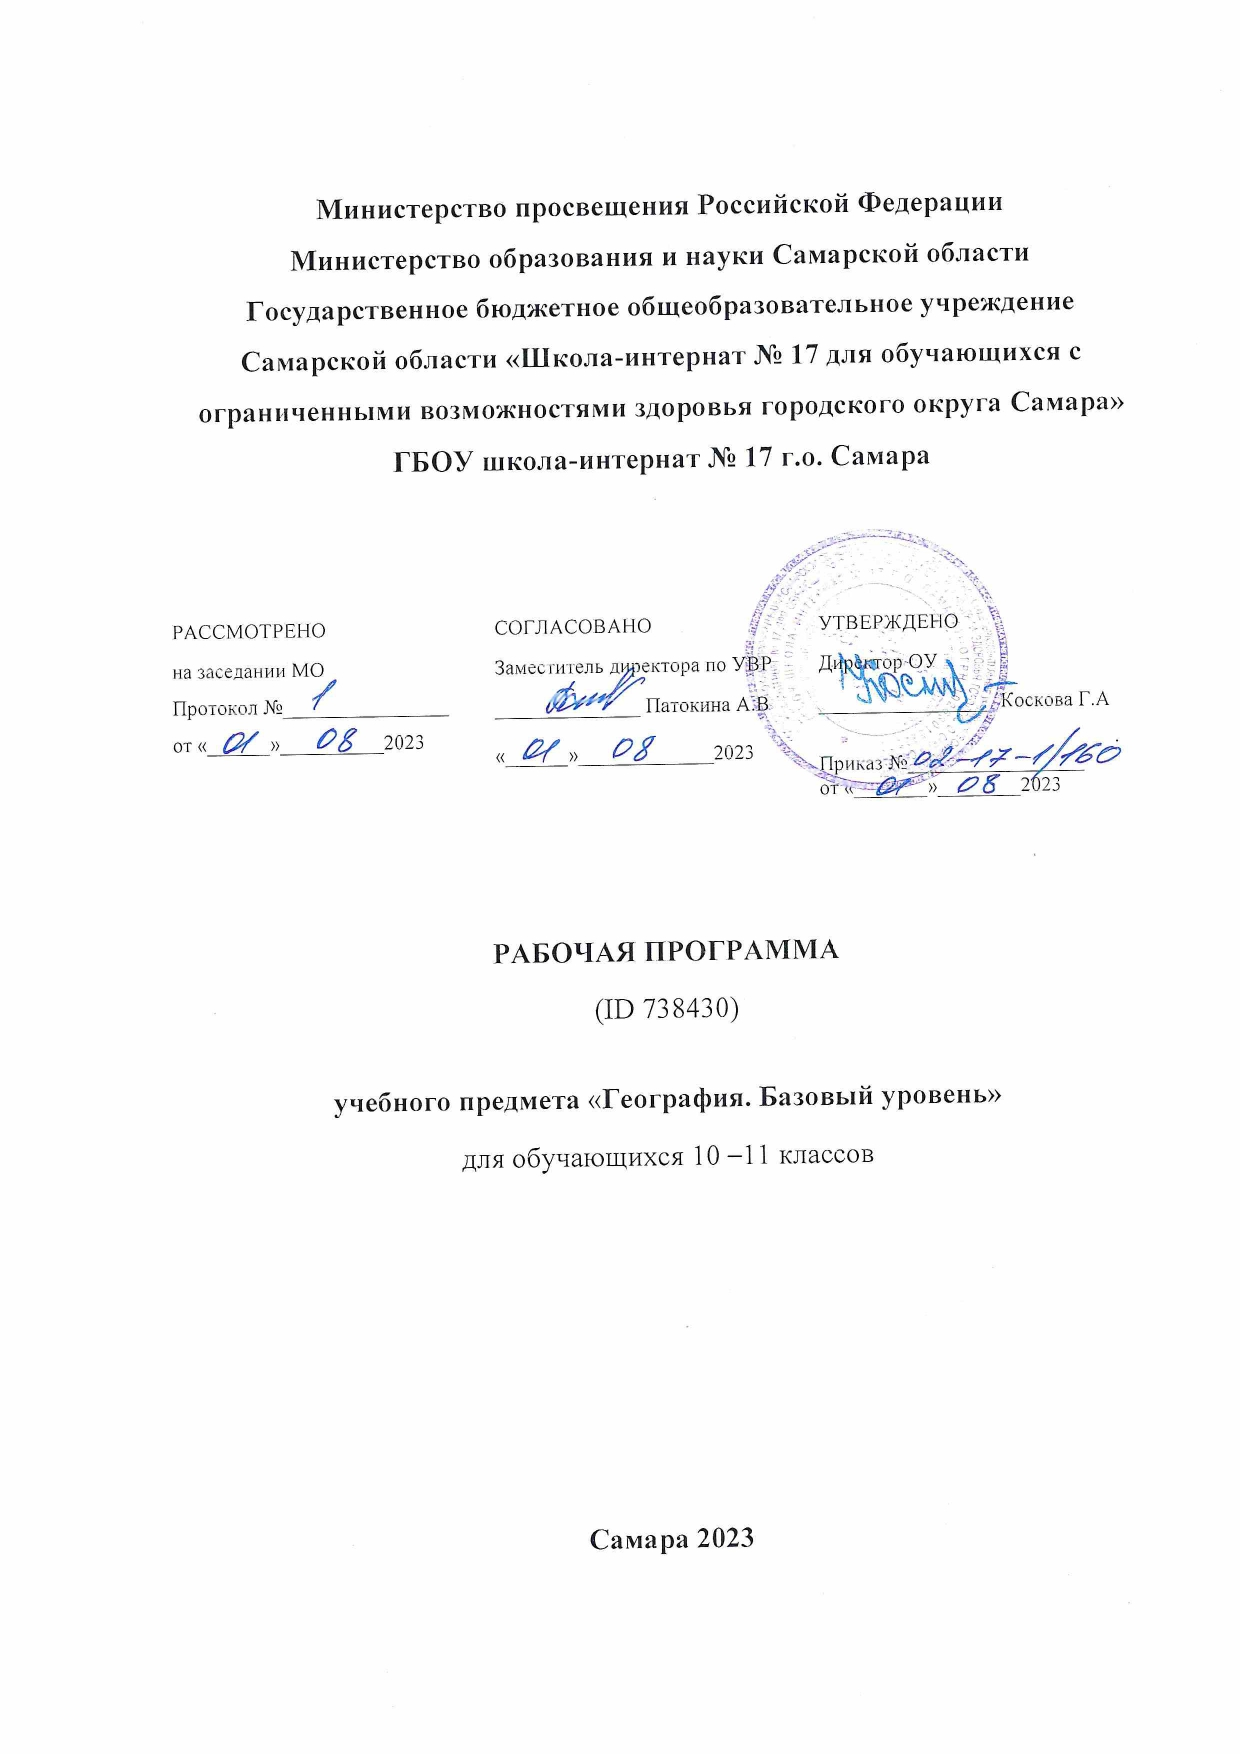 Министерство просвещения Российской Федерации
Министерство образования и науки Самарской области
Государственное бюджетное общеобразовательное учреждение
Самарской области «Школа-интернат № 17 для обучающихся с
ограниченными возможностями здоровья городского округа Самара»
ГБОУ школа-интернат № 17 г.о. Самара
РАССМОТРЕНО
на заседании МО
Протокол № 1
от «01» 08 2023
СОГЛАСОВАНО
Заместитель директора по УВР
Патокина А.В
«01» 08 2023
УТВЕРЖДЕНО
Директор ОУ
Коскова Г.А
Приказ № 02-17-1/160
от «01» 08 2023
РАБОЧАЯ ПРОГРАММА
(ID 738430)
учебного предмета «География. Базовый уровень»
для обучающихся 10 –11 классов
Самара 2023